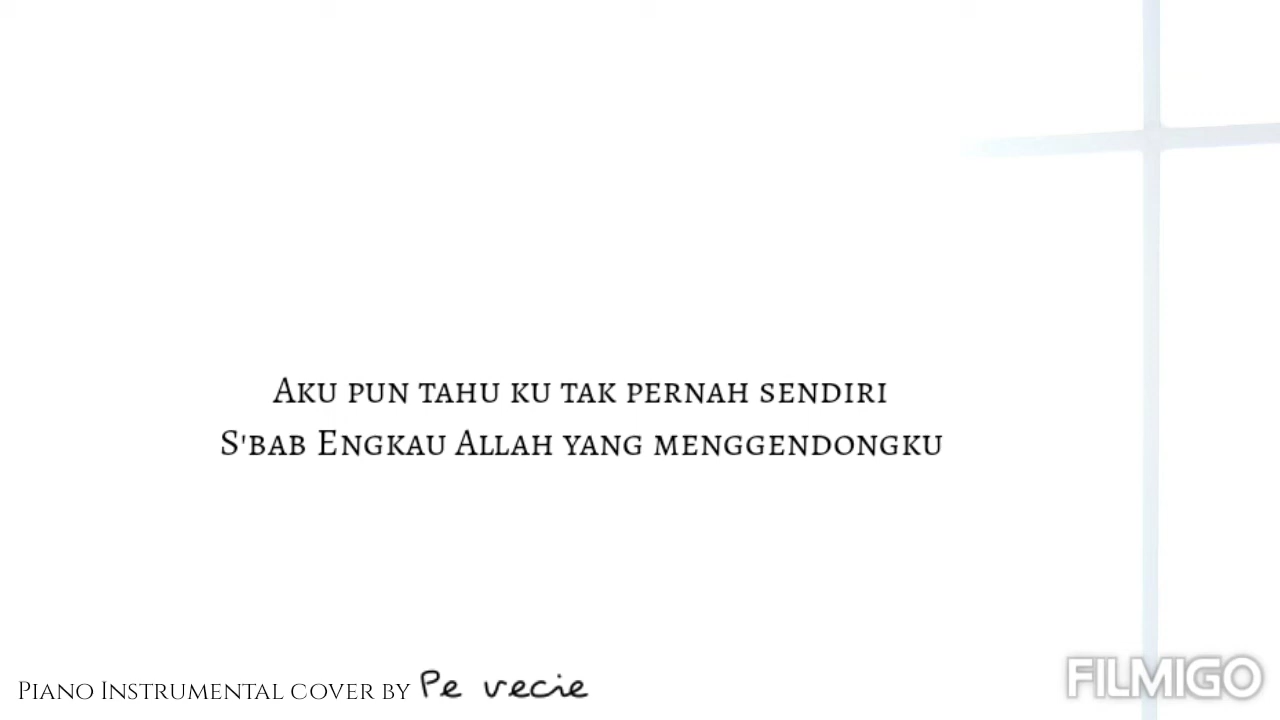 Aku pun tahu ku tak pernah sendiri
S'bab Engkau Allah yang menggendongku
Piano Instrumental cover by Pe vecie
FILMIGO